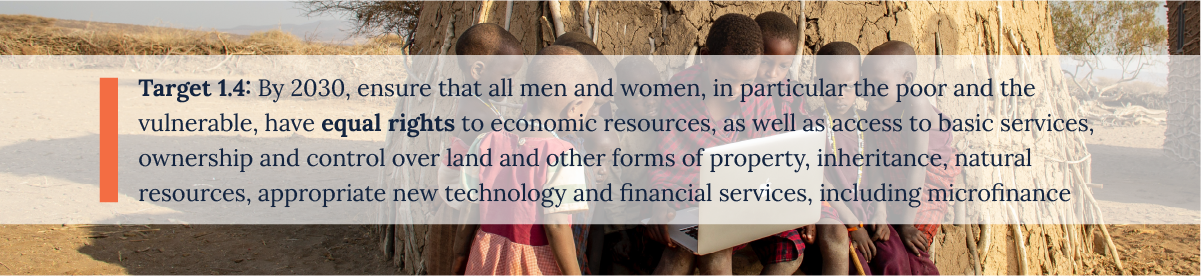 Target 1.4: By 2030, ensure that all men and women, in particular the poor and the
vulnerable, have equal rights to economic resources, as well as access to basic services,
ownership and control over land and other forms of property, inheritance, natural
resources, appropriate new technology and financial services, including microfinance